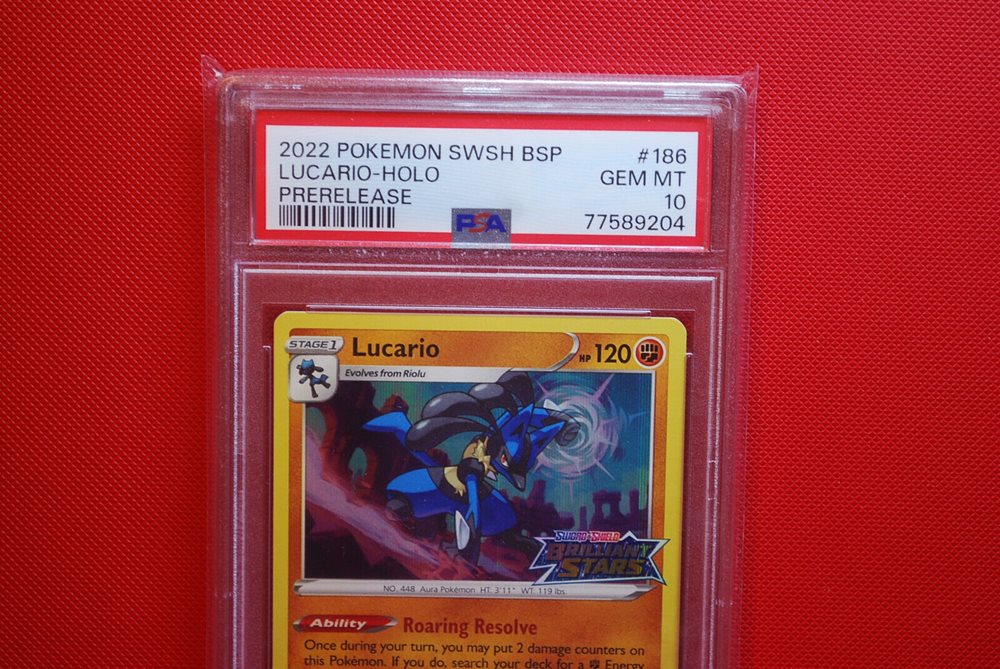 2022 POKEMON SWSH BSP #186
LUCARIO-HOLO GEM MT
PRERELEASE 10
PSA 77589204
STAGE 1 Lucario HP 120
Evolves from Riolu
SWORD & SHIELD
BRILLIANT
STARS
NO. 448 Aura Pokémon HT: 3'11" WT: 119 lbs.
Ability Roaring Resolve
Once during your turn, you may put 2 damage counters on
this Pokémon. If you do, search your deck for a Energy